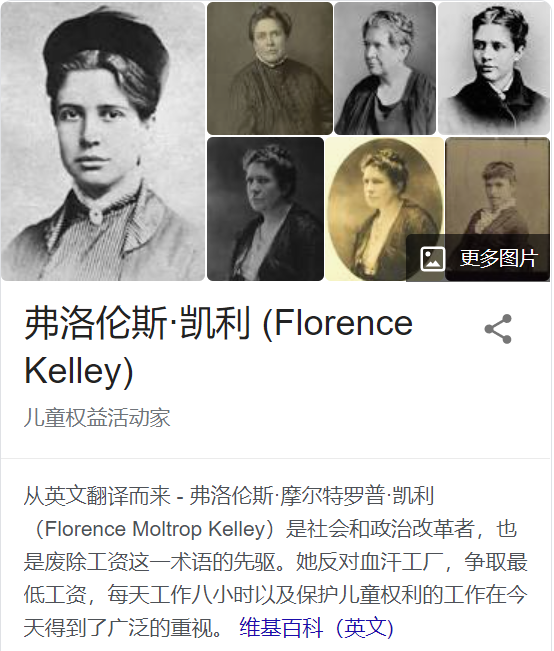 更多图片
弗洛伦斯·凯利 (Florence
Kelley)
儿童权益活动家
从英文翻译而来 - 弗洛伦斯·摩尔特罗普·凯利
（Florence Moltrop Kelley）是社会和政治改革者，也
是废除工资这一术语的先驱。她反对血汗工厂，争取最
低工资，每天工作八小时以及保护儿童权利的工作在今
天得到了广泛的重视。 维基百科（英文）